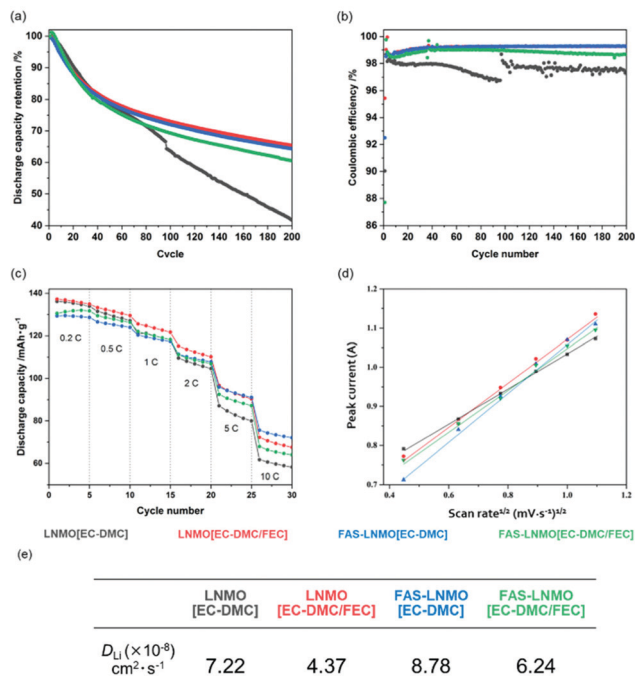 (a)
Discharge capacity retention /%
100
90
80
70
60
50
40
0 20 40 60 80 100 120 140 160 180 200
Cycle
(b)
Coulombic efficiency /%
100
98
96
94
92
90
88
86
0 20 40 60 80 100 120 140 160 180 200
Cycle number
(c)
Discharge capacity /mAh·g⁻¹
140
120
100
80
60
0.2 C
0.5 C
1 C
2 C
5 C
10 C
0 5 10 15 20 25 30
Cycle number
(d)
Peak current (A)
1.2
1.1
1.0
0.9
0.8
0.7
0.4 0.6 0.8 1.0 1.2
Scan rate¹/² (mV·s⁻¹)¹/²
LNMO[EC-DMC] LNMO[EC-DMC/FEC] FAS-LNMO[EC-DMC] FAS-LNMO[EC-DMC/FEC]
(e)
LNMO LNMO FAS-LNMO FAS-LNMO
[EC-DMC] [EC-DMC/FEC] [EC-DMC] [EC-DMC/FEC]
D_Li (×10⁻⁸)
cm²·s⁻¹
7.22 4.37 8.78 6.24